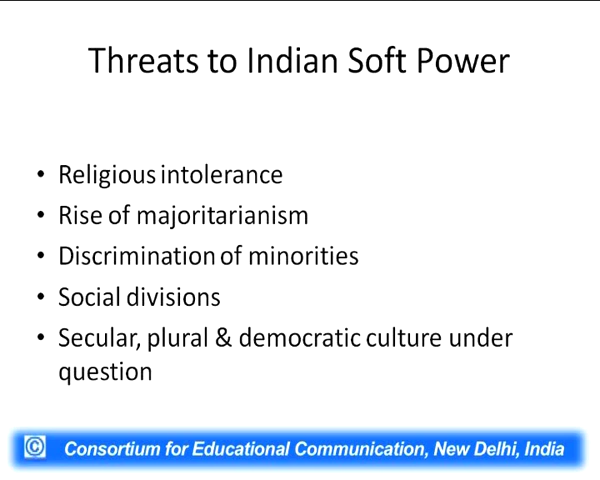 Threats to Indian Soft Power
• Religious intolerance
• Rise of majoritarianism
• Discrimination of minorities
• Social divisions
• Secular, plural & democratic culture under
question
© Consortium for Educational Communication, New Delhi, India